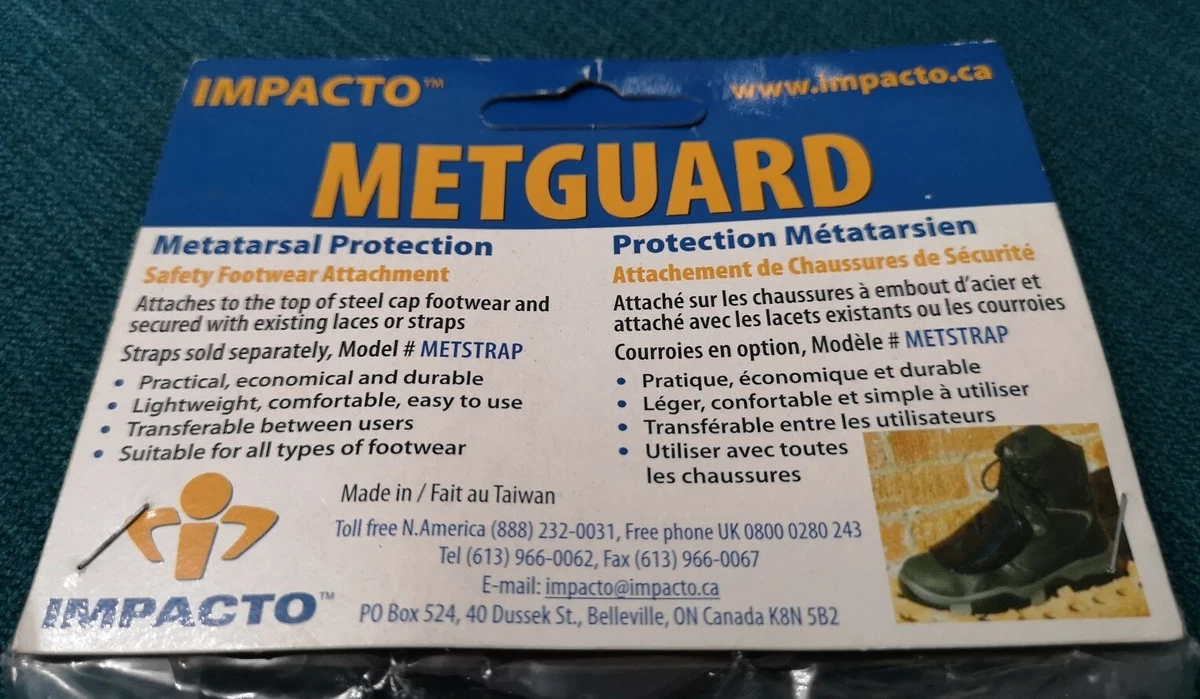 IMPACTO™
www.impacto.ca
METGUARD
Metatarsal Protection
Safety Footwear Attachment
Attaches to the top of steel cap footwear and
secured with existing laces or straps
Straps sold separately, Model # METSTRAP
• Practical, economical and durable
• Lightweight, comfortable, easy to use
• Transferable between users
• Suitable for all types of footwear
Protection Métatarsien
Attachement de Chaussures de Sécurité
Attaché sur les chaussures à embout d'acier et
attaché avec les lacets existants ou les courroies
Courroies en option, Modèle # METSTRAP
• Pratique, économique et durable
• Léger, confortable et simple à utiliser
• Transférable entre les utilisateurs
• Utiliser avec toutes
les chaussures
Made in / Fait au Taiwan
Toll free N.America (888) 232-0031, Free phone UK 0800 0280 243
Tel (613) 966-0062, Fax (613) 966-0067
E-mail: impacto@impacto.ca
PO Box 524, 40 Dussek St., Belleville, ON Canada K8N 5B2
IMPACTO™